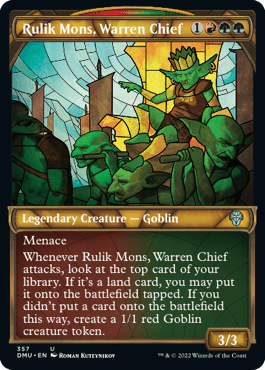 Rulik Mons, Warren Chief 1
Legendary Creature — Goblin
Menace
Whenever Rulik Mons, Warren Chief
attacks, look at the top card of your
library. If it's a land card, you may put
it onto the battlefield tapped. If you
didn't put a card onto the battlefield
this way, create a 1/1 red Goblin
creature token.
3/3
357 U
DMU • EN Roman Kuteynikov ™ & © 2022 Wizards of the Coast